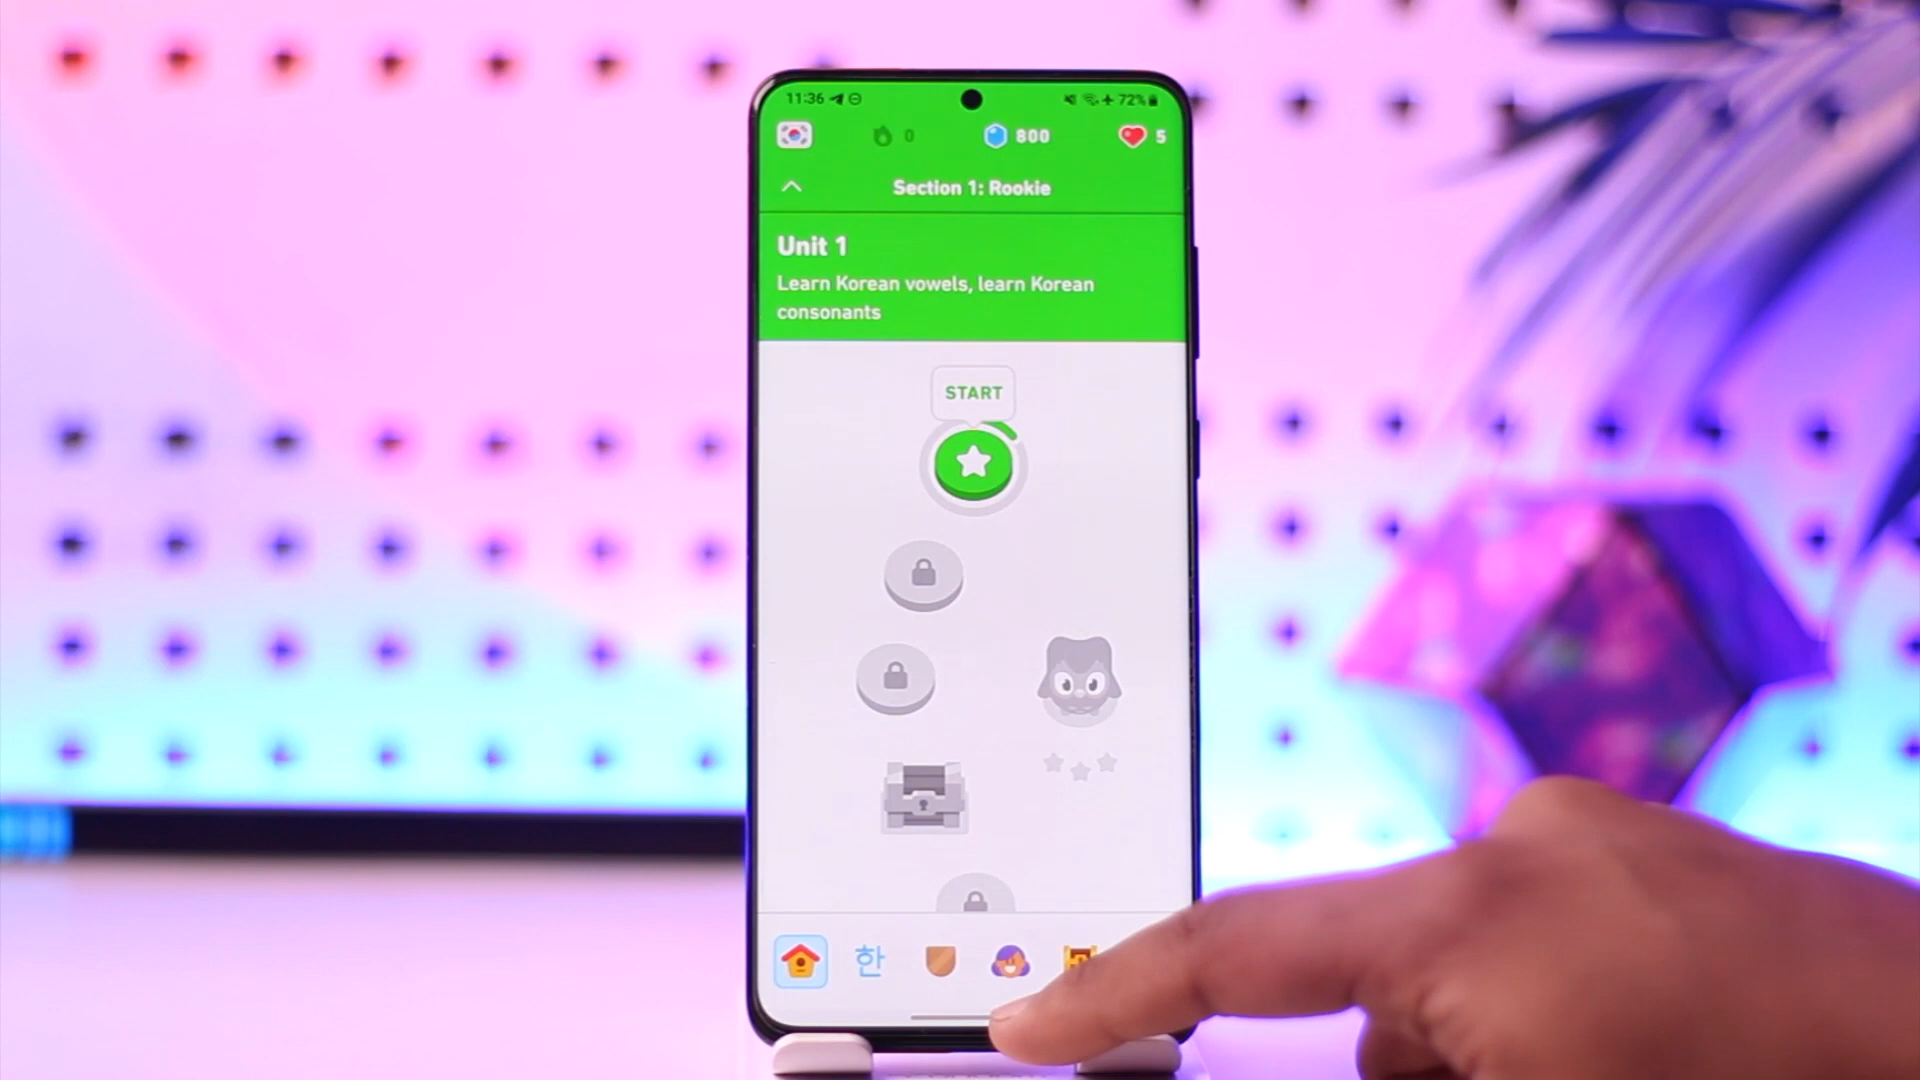 11:36
72%
0
800
5
Section 1: Rookie
Unit 1
Learn Korean vowels, learn Korean
consonants
START
한